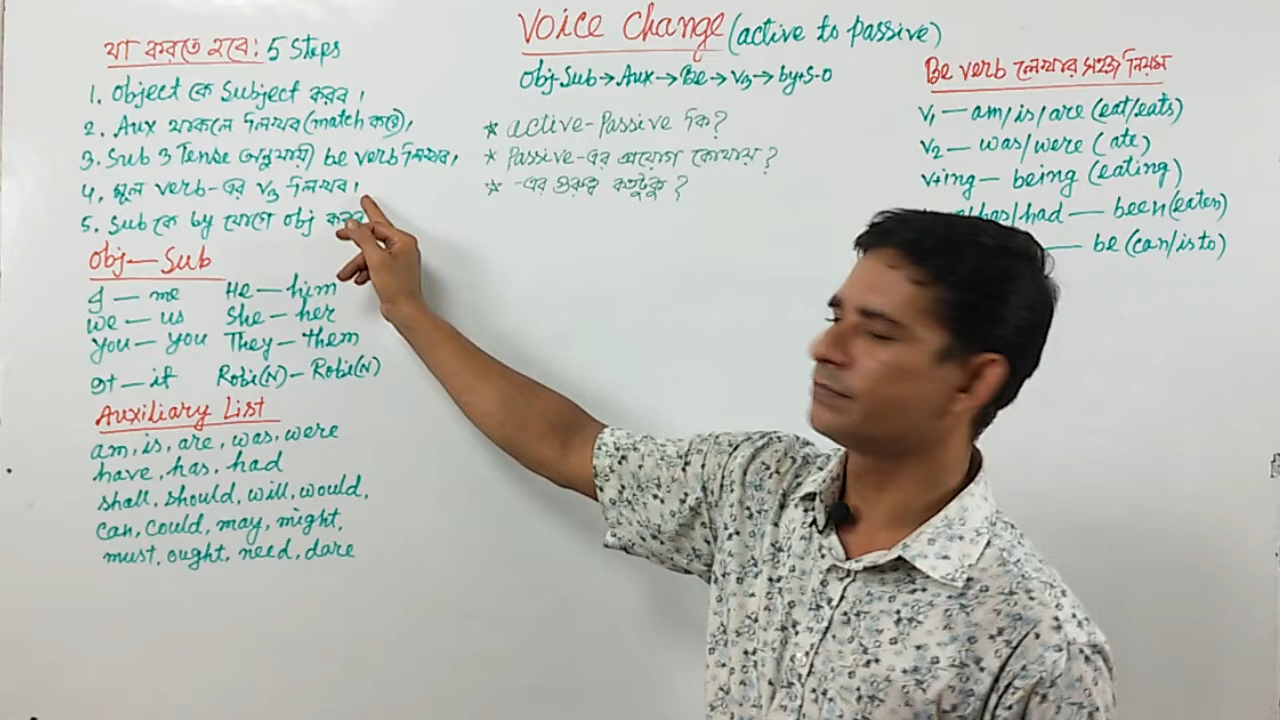 Voice Change (active to passive)
Obj-Sub→Aux→Be→V3→by+S-O
যা করতে হবে: 5 Steps
1. Object কে Subject করব।
2. Aux থাকলে লিখব (match করে),
3. Sub ও Tense অনুযায়ী be verb লিখব,
4. মূল verb-এর V3 লিখব।
5. Sub কে by যোগে obj করব
Obj—Sub
I — me He — him
we — us She — her
You — you They — them
It — it Robi(N) — Robi(N)
Auxiliary List
am, is, are, was, were
have, has, had
shall, should, will, would,
can, could, may, might,
must, ought, need, dare
* active-Passive কি?
* Passive-এর প্রয়োগ কোথায়?
* -এর গুরুত্ব কতটুকু?
Be verb লেখার সহজ নিয়ম
V1 — am/is/are (eat/eats)
V2 — was/were (ate)
V+ing — being (eating)
/has/had — been (eaten)
— be (can/is to)